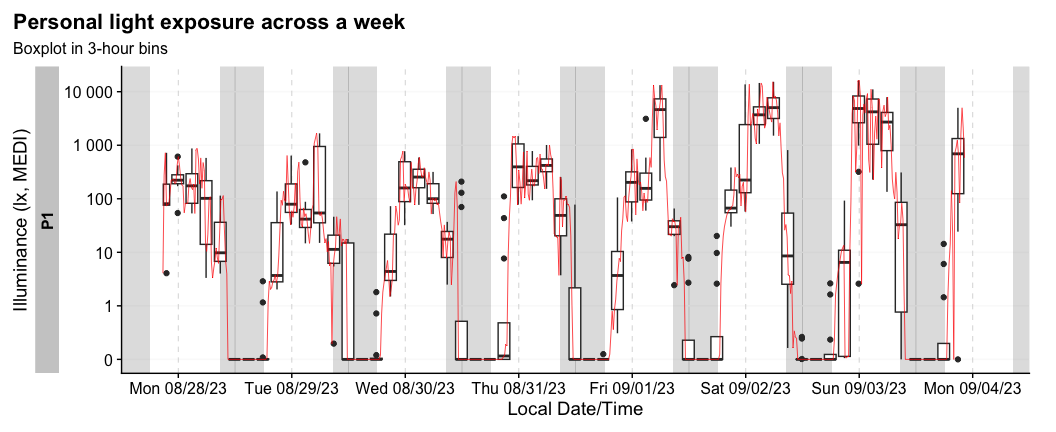 Personal light exposure across a week
Boxplot in 3-hour bins
P1
Illuminance (lx, MEDI)
10 000
1 000
100
10
1
0
Mon 08/28/23 Tue 08/29/23 Wed 08/30/23 Thu 08/31/23 Fri 09/01/23 Sat 09/02/23 Sun 09/03/23 Mon 09/04/23
Local Date/Time